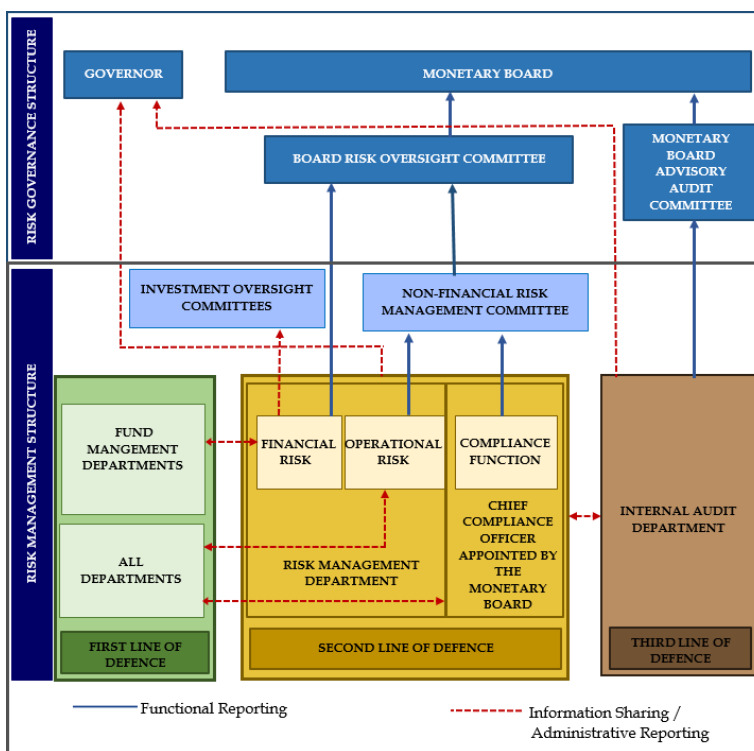 RISK GOVERNANCE STRUCTURE
GOVERNOR
MONETARY BOARD
BOARD RISK OVERSIGHT COMMITTEE
MONETARY
BOARD
ADVISORY
AUDIT
COMMITTEE
RISK MANAGEMENT STRUCTURE
INVESTMENT OVERSIGHT
COMMITTEES
NON-FINANCIAL RISK
MANAGEMENT COMMITTEE
FUND
MANGEMENT
DEPARTMENTS
ALL
DEPARTMENTS
FIRST LINE OF
DEFENCE
FINANCIAL
RISK
OPERATIONAL
RISK
COMPLIANCE
FUNCTION
RISK MANAGEMENT
DEPARTMENT
CHIEF
COMPLIANCE
OFFICER
APPOINTED BY
THE
MONETARY
BOARD
SECOND LINE OF DEFENCE
INTERNAL AUDIT
DEPARTMENT
THIRD LINE OF
DEFENCE
Functional Reporting
Information Sharing /
Administrative Reporting